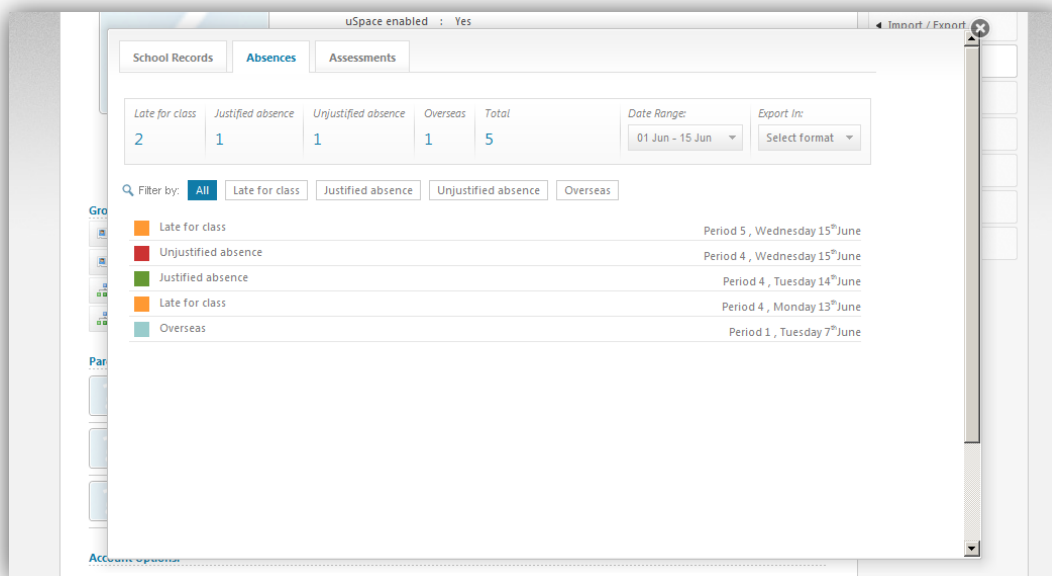 uSpace enabled : Yes
Import / Export
School Records Absences Assessments
Late for class Justified absence Unjustified absence Overseas Total Date Range: Export In:
2 1 1 1 5 01 Jun - 15 Jun Select format
Filter by: All Late for class Justified absence Unjustified absence Overseas
Gro
Late for class Period 5 , Wednesday 15th June
Unjustified absence Period 4 , Wednesday 15th June
Justified absence Period 4 , Tuesday 14th June
Late for class Period 4 , Monday 13th June
Overseas Period 1 , Tuesday 7th June
Par
Account Options: